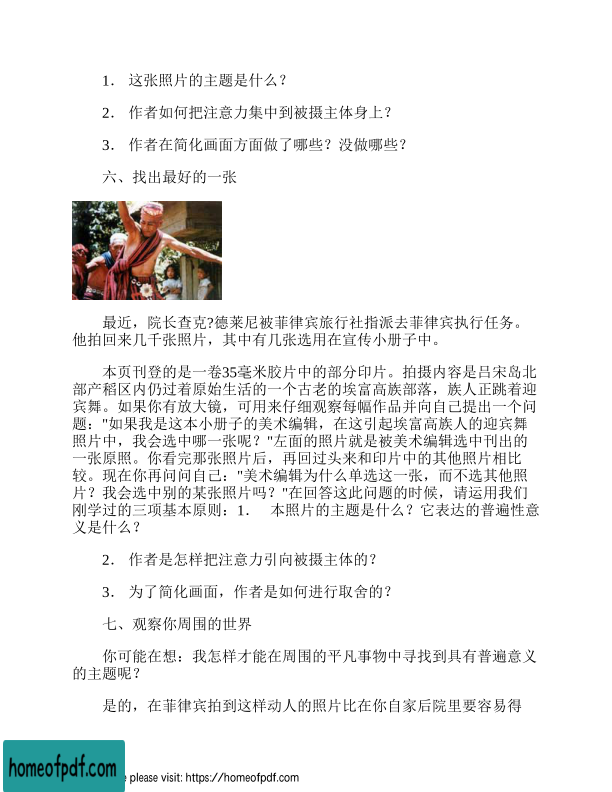 1． 这张照片的主题是什么？
2． 作者如何把注意力集中到被摄主体身上？
3． 作者在简化画面方面做了哪些？没做哪些？
六、找出最好的一张
最近，院长查克?德莱尼被菲律宾旅行社指派去菲律宾执行任务。
他拍回来几千张照片，其中有几张选用在宣传小册子中。
本页刊登的是一卷35毫米胶片中的部分印片。拍摄内容是吕宋岛北
部产稻区内仍过着原始生活的一个古老的埃富高族部落，族人正跳着迎
宾舞。如果你有放大镜，可用来仔细观察每幅作品并向自己提出一个问
题："如果我是这本小册子的美术编辑，在这引起埃富高族人的迎宾舞
照片中，我会选中哪一张呢？"左面的照片就是被美术编辑选中刊出的
一张原照。你看完那张照片后，再回过头来和印片中的其他照片相比
较。现在你再问问自己："美术编辑为什么单选这一张，而不选其他照
片？我会选中别的某张照片吗？"在回答这此问题的时候，请运用我们
刚学过的三项基本原则：1． 本照片的主题是什么？它表达的普遍性意
义是什么？
2． 作者是怎样把注意力引向被摄主体的？
3． 为了简化画面，作者是如何进行取舍的？
七、观察你周围的世界
你可能在想：我怎样才能在周围的平凡事物中寻找到具有普遍意义
的主题呢？
是的，在菲律宾拍到这样动人的照片比在你自家后院里要容易得
homeofpdf.com
please visit: https://homeofpdf.com